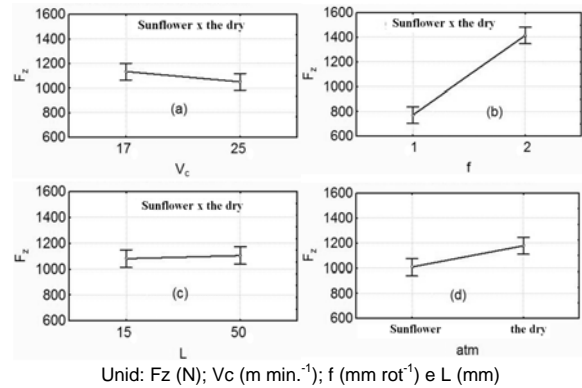 Sunflower x the dry
1600
1400
1200
1000
800
600
Fz
(a)
17 25
Vc
Sunflower x the dry
1600
1400
1200
1000
800
600
Fz
(b)
1 2
f
Sunflower x the dry
1600
1400
1200
1000
800
600
Fz
(c)
15 50
L
1600
1400
1200
1000
800
600
Fz
(d)
Sunflower the dry
atm
Unid: Fz (N); Vc (m min.⁻¹); f (mm rot⁻¹) e L (mm)